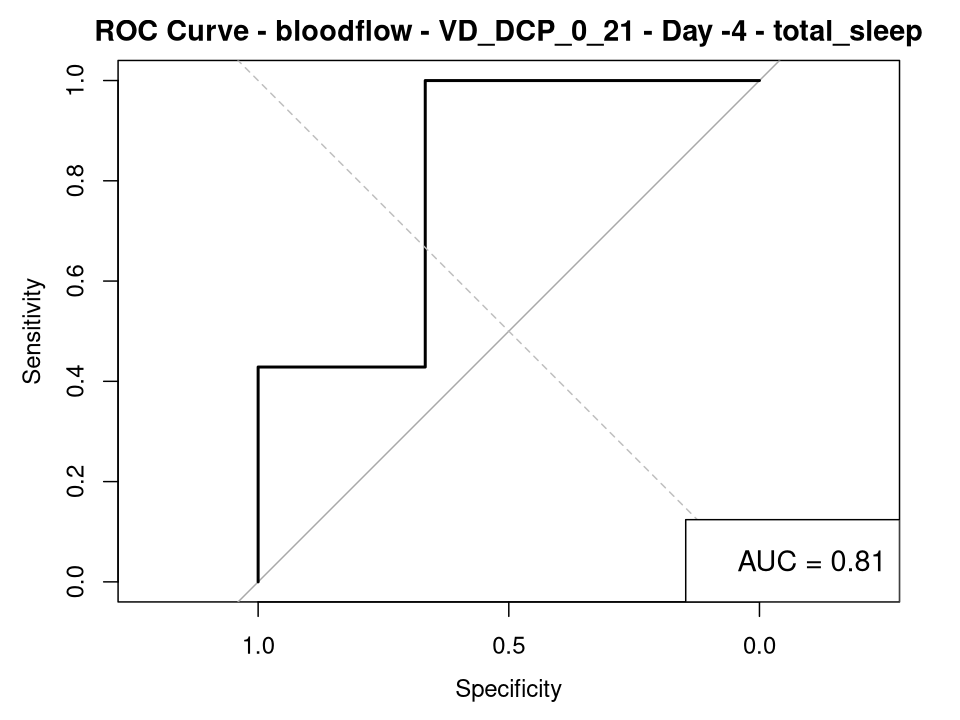 ROC Curve - bloodflow - VD_DCP_0_21 - Day -4 - total_sleep
Sensitivity
1.0
0.8
0.6
0.4
0.2
0.0
AUC = 0.81
1.0 0.5 0.0
Specificity